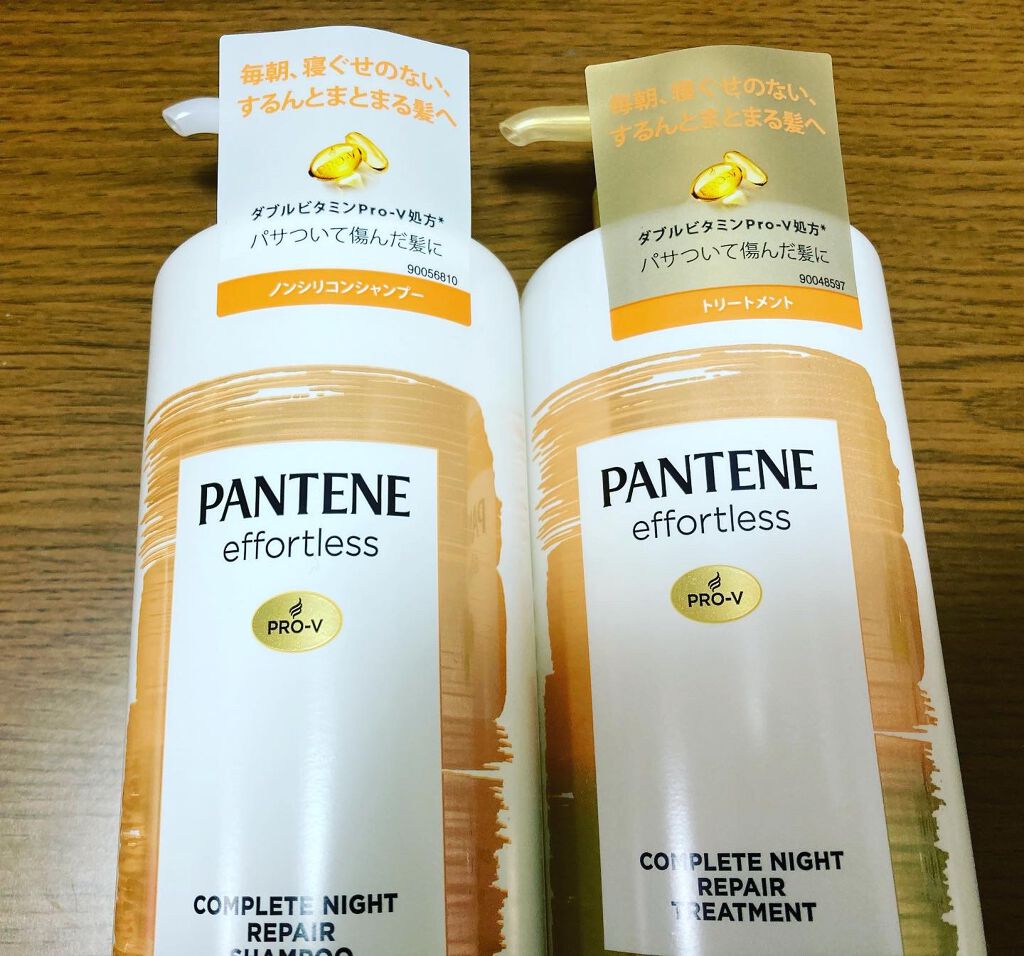 毎朝、寝ぐせのない、
するんとまとまる髪へ
PRO-V
ダブルビタミンPro-V処方*
パサついて傷んだ髪に
90056810
ノンシリコンシャンプー
PANTENE
effortless
PRO-V
COMPLETE NIGHT
REPAIR
SHAMPOO
毎朝、寝ぐせのない、
するんとまとまる髪へ
ダブルビタミンPro-V処方*
パサついて傷んだ髪に
90048597
トリートメント
PANTENE
effortless
PRO-V
COMPLETE NIGHT
REPAIR
TREATMENT